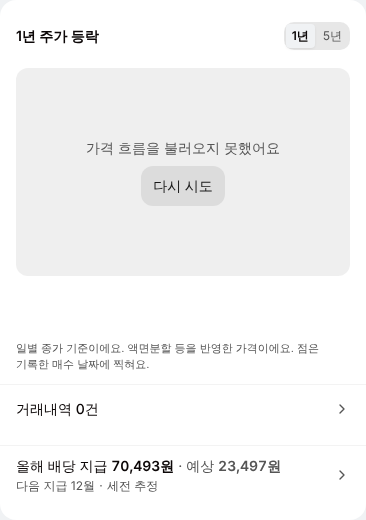 1년 주가 등락
1년 5년
가격 흐름을 불러오지 못했어요
다시 시도
일별 종가 기준이에요. 액면분할 등을 반영한 가격이에요. 점은
기록한 매수 날짜에 찍혀요.
거래내역 0건
올해 배당 지급 70,493원 · 예상 23,497원
다음 지급 12월 · 세전 추정